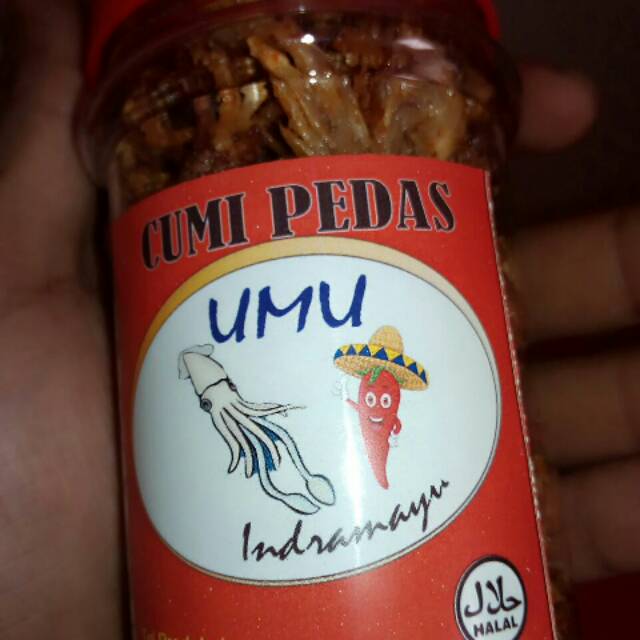 CUMI PEDAS
UMU
Indramayu
حلال
HALAL